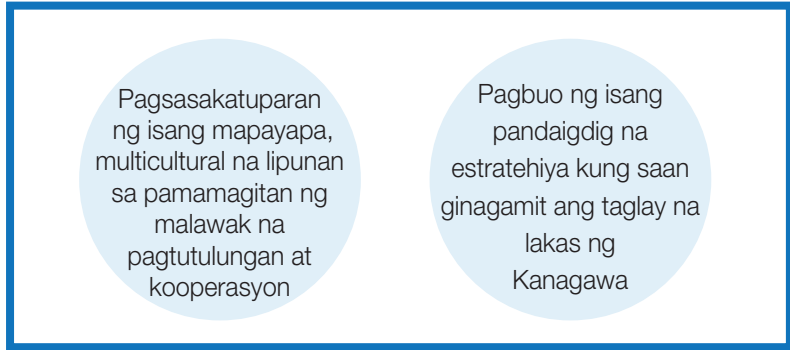 Pagsasakatuparan
ng isang mapayapa,
multicultural na lipunan
sa pamamagitan ng
malawak na
pagtutulungan at
kooperasyon
Pagbuo ng isang
pandaigdig na
estratehiya kung saan
ginagamit ang taglay na
lakas ng
Kanagawa